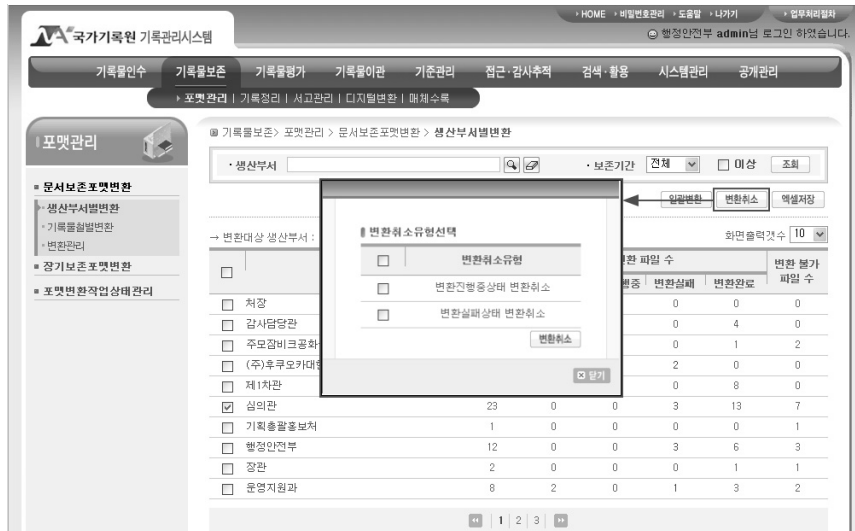 HOME 비밀번호관리 도움말 나가기 업무처리절차
국가기록원 기록관리시스템
행정안전부 admin님 로그인 하였습니다.
기록물인수 기록물보존 기록물평가 기록물이관 기준관리 접근·감사추적 검색·활용 시스템관리 공개관리
포맷관리 | 기록정리 | 서고관리 | 디지털변환 | 매체수록
포맷관리
문서보존포맷변환
생산부서별변환
기록물철별변환
변환관리
장기보존포맷변환
포맷변환작업상태관리
기록물보존> 포맷관리 > 문서보존포맷변환 > 생산부서별변환
·생산부서 ·보존기간 전체 이상 조회
일괄변환 변환취소 엑셀저장
→ 변환대상 생산부서 : 화면출력갯수 10
변환 파일 수 변환 불가 파일 수
행중 변환실패 변환완료
처장 0 0 0
감사담당관 0 4 0
주모잠비크공화 0 1 2
(주)후쿠오카대한 2 0 0
제1차관 0 8 0
심의관 23 0 0 3 13 7
기획총괄홍보처 1 0 0 0 0 1
행정안전부 12 0 0 3 6 3
장관 2 0 0 0 1 1
운영지원과 8 2 0 1 3 2
1 | 2 | 3
변환취소유형선택
변환취소유형
변환진행중상태 변환취소
변환실패상태 변환취소
변환취소
닫기